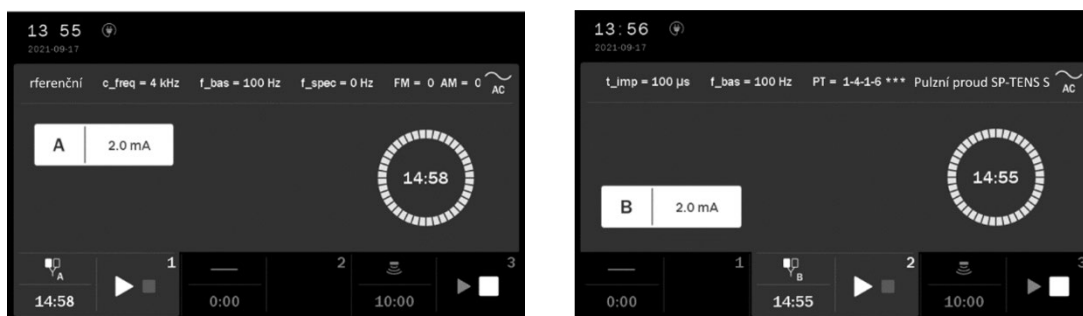 13 55
2021-09-17
rferenční c_freq = 4 kHz f_bas = 100 Hz f_spec = 0 Hz FM = 0 AM = 0 AC
A 2.0 mA
14:58
A 1 2 3
14:58 0:00 10:00
13:56
2021-09-17
t_imp = 100 µs f_bas = 100 Hz PT = 1-4-1-6 *** Pulzní proud SP-TENS S AC
14:55
B 2.0 mA
1 B 2 3
0:00 14:55 10:00